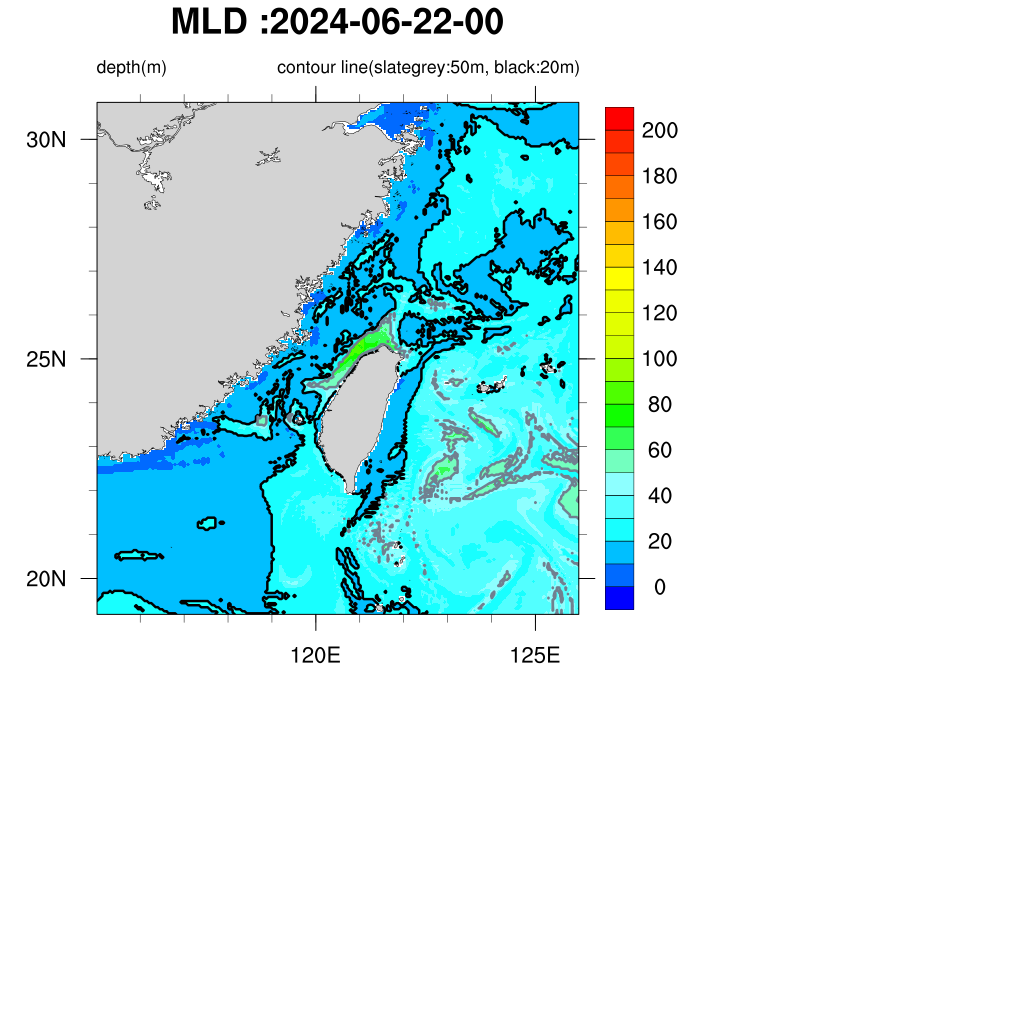 MLD :2024-06-22-00
depth(m)
contour line(slategrey:50m, black:20m)
30N
25N
20N
120E
125E
200
180
160
140
120
100
80
60
40
20
0